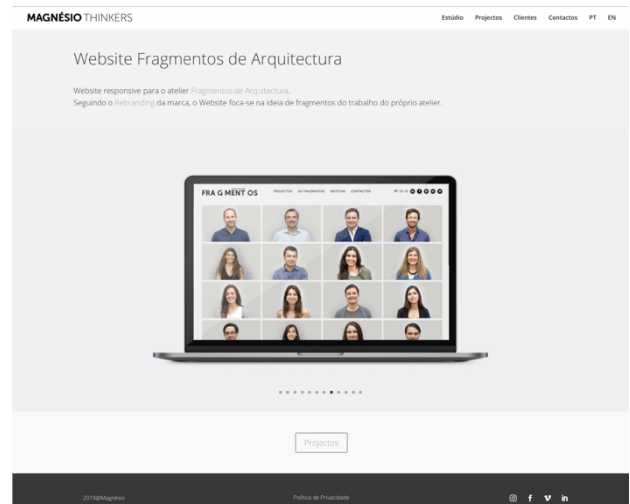 MAGNÉSIO THINKERS
Estúdio Projectos Clientes Contactos PT EN
Website Fragmentos de Arquitectura
Website responsive para o atelier Fragmentos de Arquitectura.
Seguindo o Rebranding da marca, o Website foca-se na ideia de fragmentos do trabalho do próprio atelier.
FRA G MENT OS
PROJECTOS OS FRAGMENTOS NOTÍCIAS CONTACTOS
Projectos
2019@Magnésio
Política de Privacidade